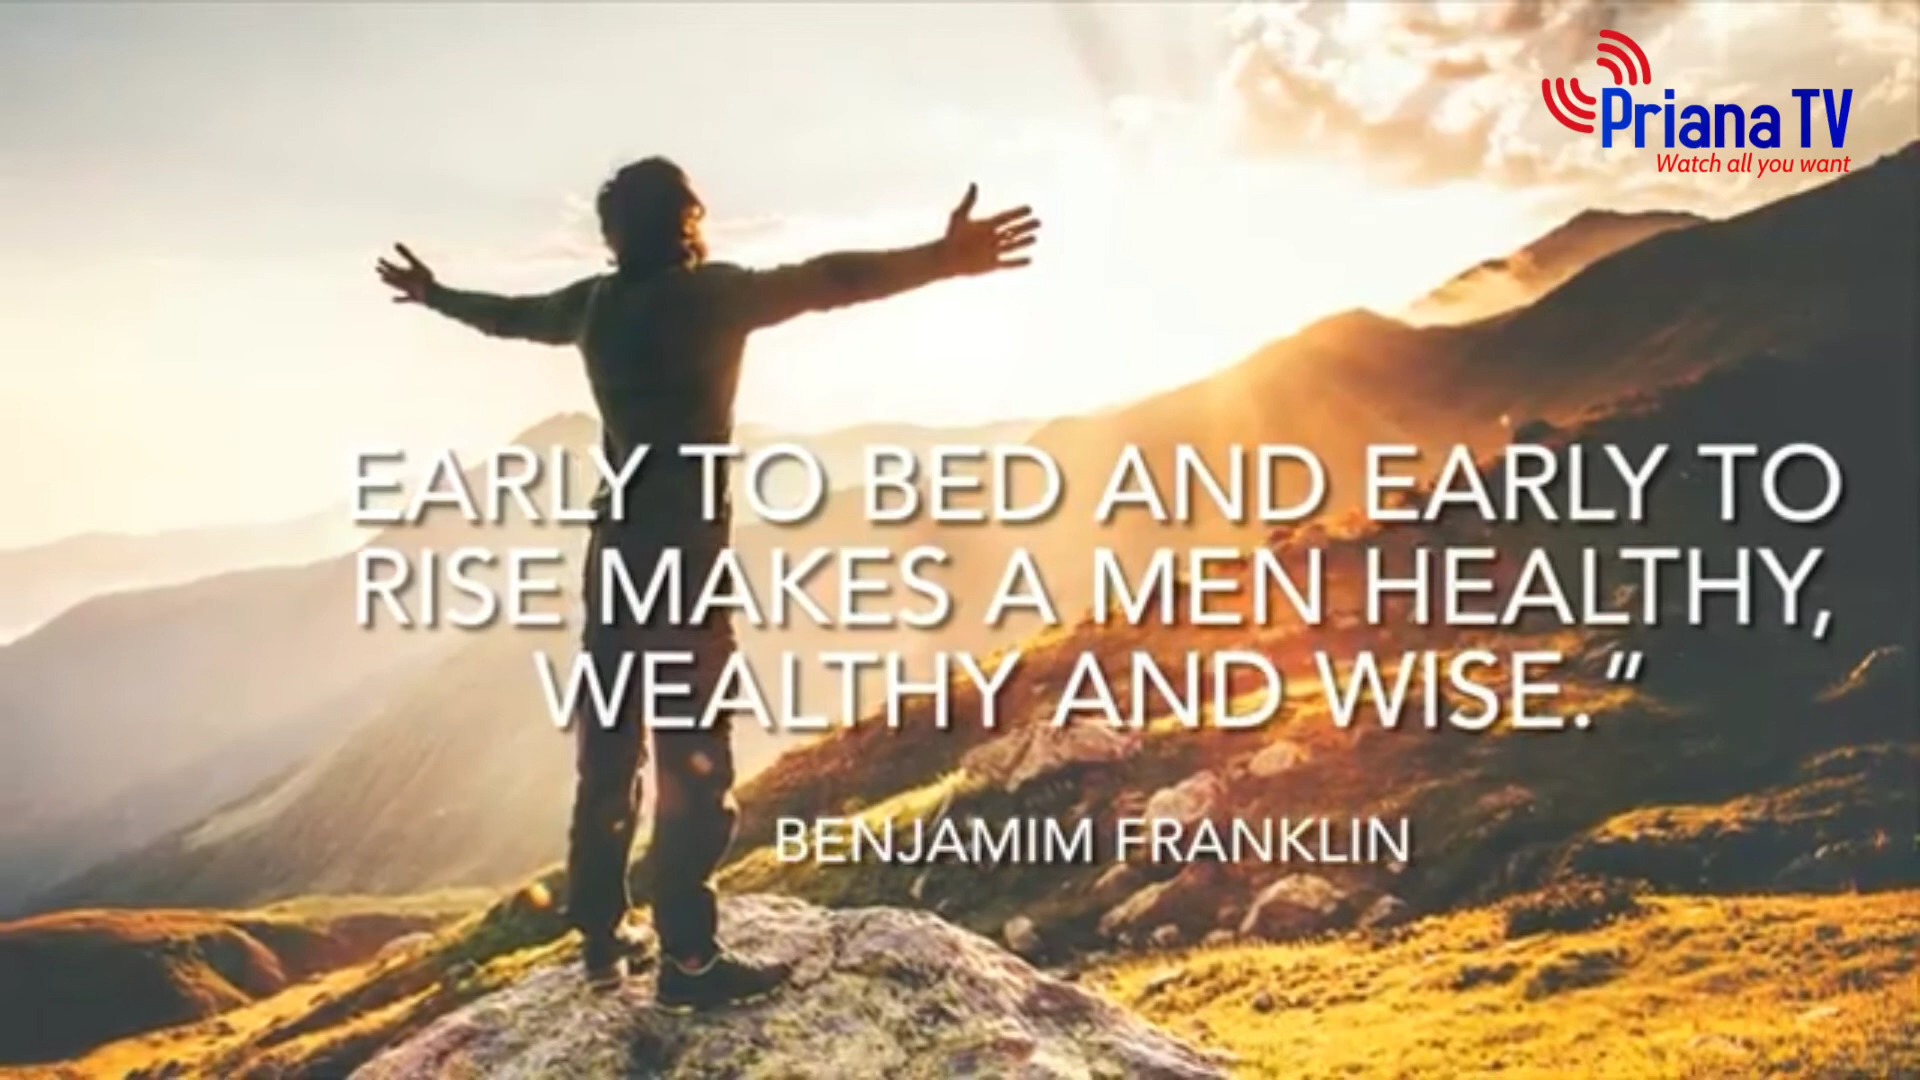 Priana TV
Watch all you want
EARLY TO BED AND EARLY TO
RISE MAKES A MEN HEALTHY,
WEALTHY AND WISE.”
BENJAMIM FRANKLIN